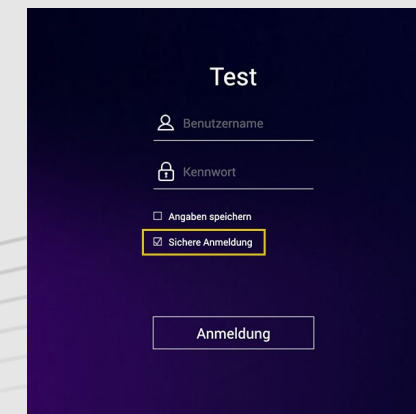 Test
Benutzername
Kennwort
Angaben speichern
Sichere Anmeldung
Anmeldung